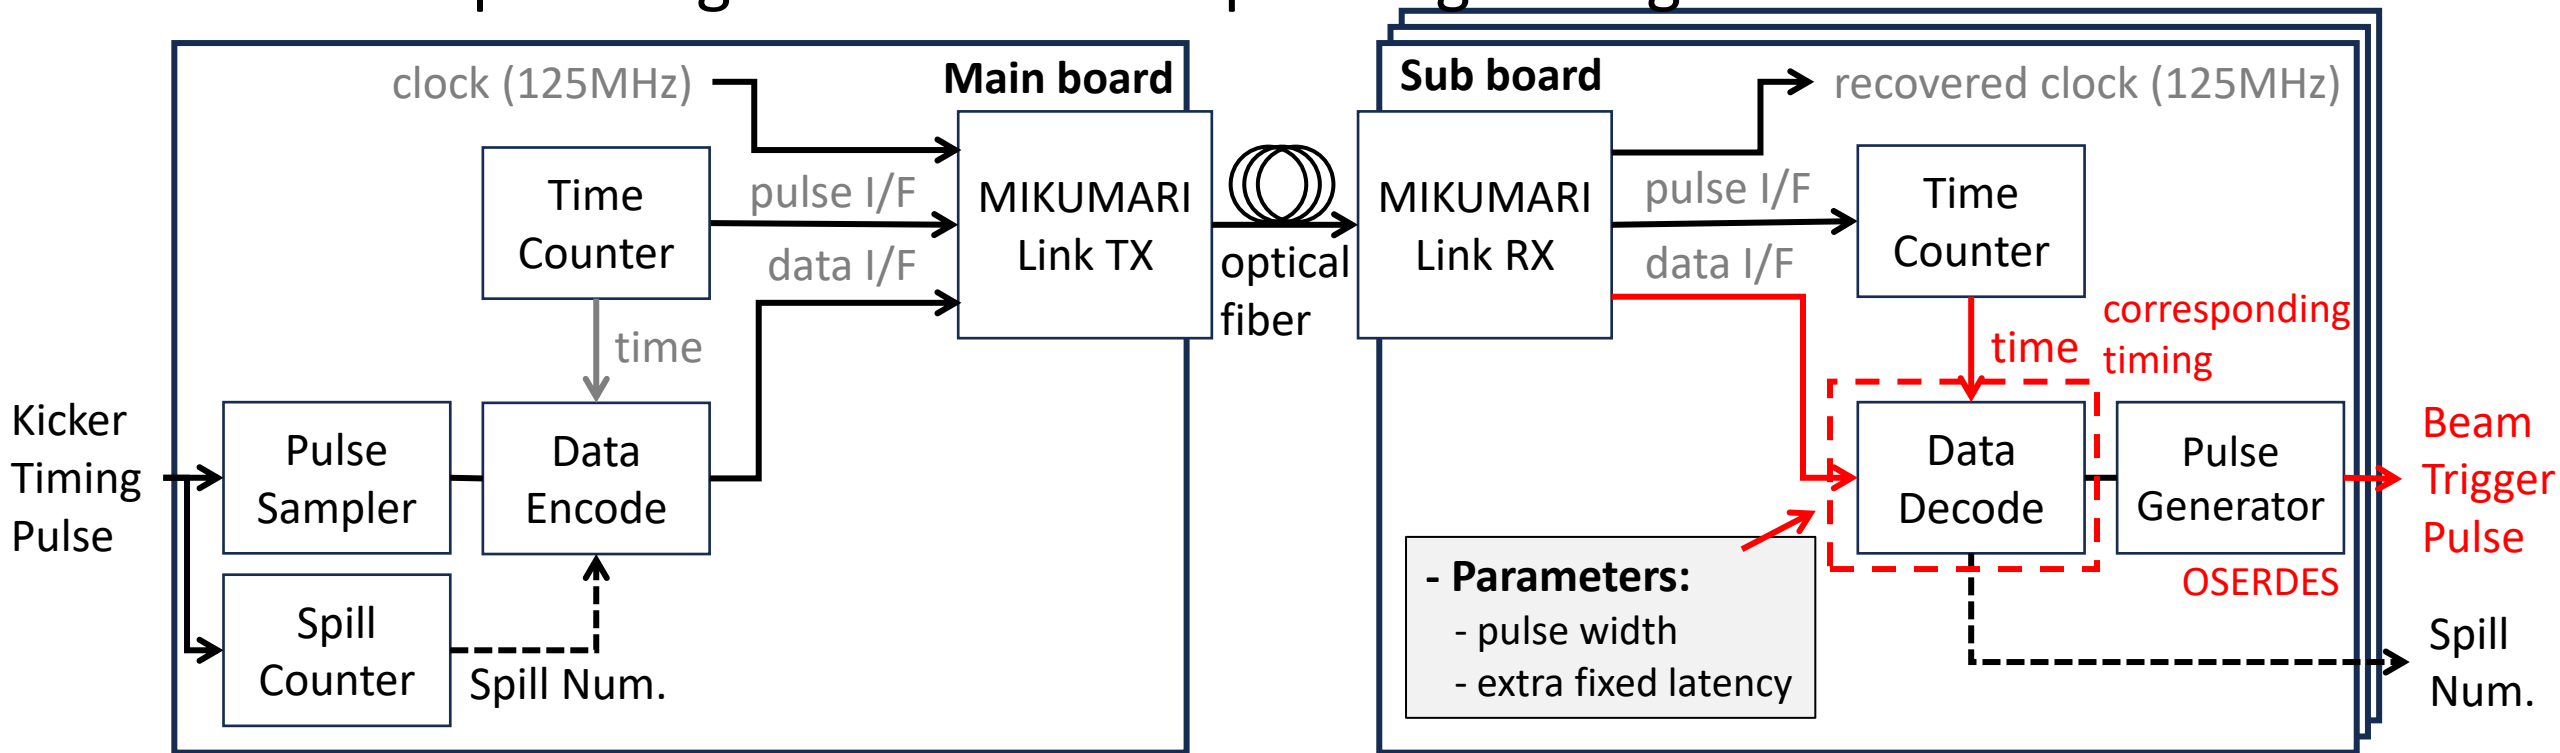 clock (125MHz)
Main board
Time
Counter
pulse I/F
data I/F
MIKUMARI
Link TX
time
Kicker
Timing
Pulse
Pulse
Sampler
Data
Encode
Spill
Counter
Spill Num.
optical
fiber
Sub board
recovered clock (125MHz)
MIKUMARI
Link RX
pulse I/F
data I/F
Time
Counter
time
corresponding
timing
Data
Decode
Pulse
Generator
OSERDES
- Parameters:
- pulse width
- extra fixed latency
Beam
Trigger
Pulse
Spill
Num.